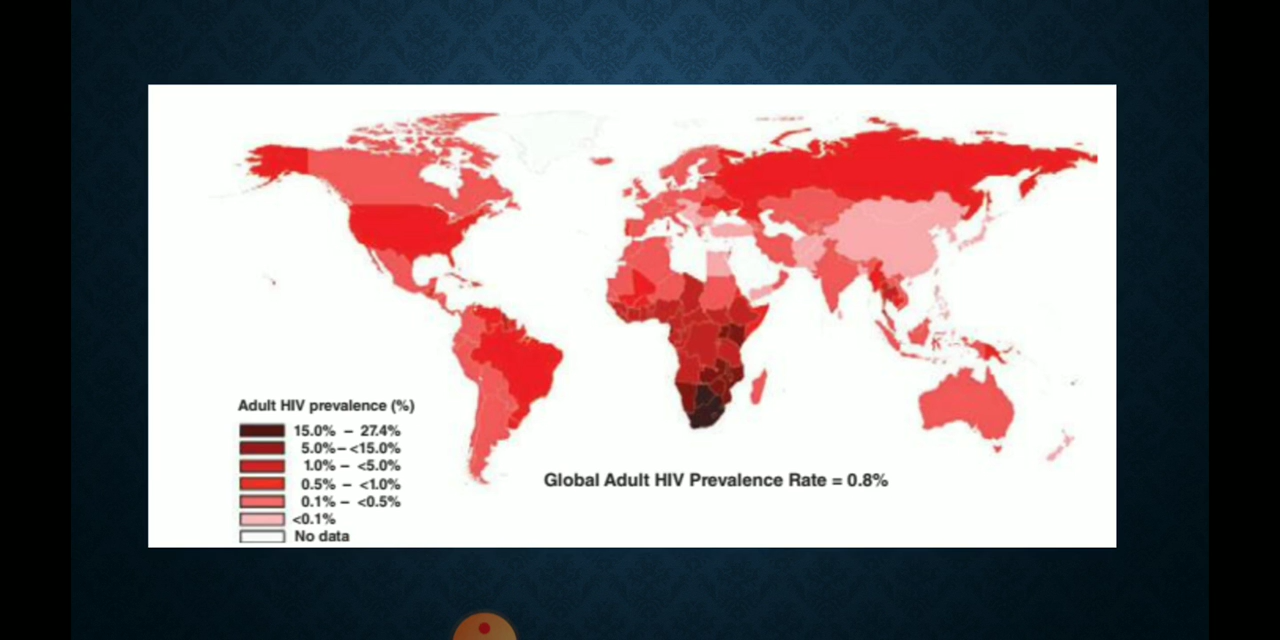 Adult HIV prevalence (%)
15.0% – 27.4%
5.0%–<15.0%
1.0% – <5.0%
0.5% – <1.0%
0.1% – <0.5%
<0.1%
No data
Global Adult HIV Prevalence Rate = 0.8%